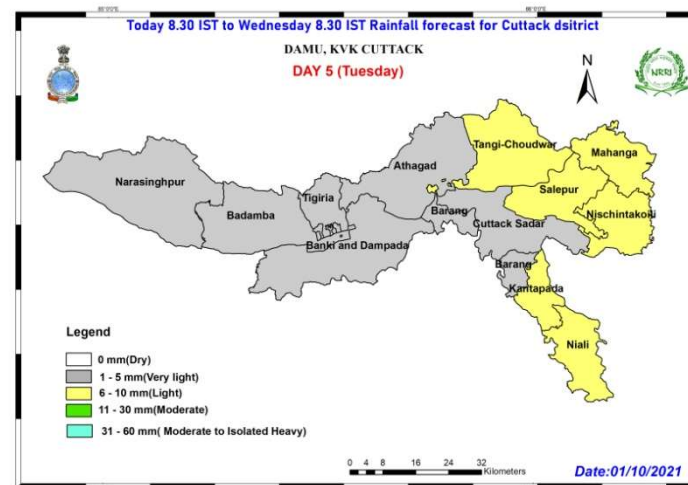 Today 8.30 IST to Wednesday 8.30 IST Rainfall forecast for Cuttack dsitrict
DAMU, KVK CUTTACK
DAY 5 (Tuesday)
N
NRRI
Tangi-Choudwar
Mahanga
Athagad
Narasinghpur
Salepur
Tigiria
Badamba
Barang
Nischintakoili
Cuttack Sadar
Banki and Dampada
Barang
Kantapada
Niali
Legend
0 mm(Dry)
1 - 5 mm(Very light)
6 - 10 mm(Light)
11 - 30 mm(Moderate)
31 - 60 mm( Moderate to Isolated Heavy)
0 4 8 16 24 32
Kilometers
Date:01/10/2021